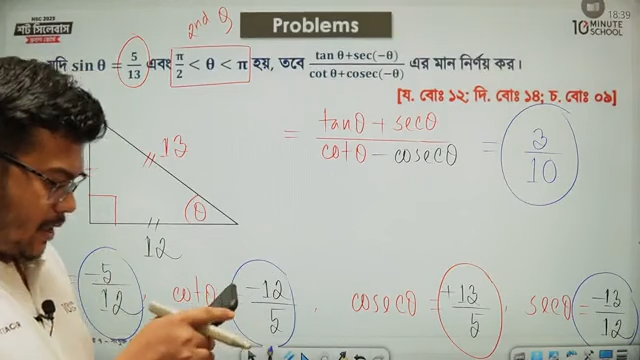 HSC 2023
শর্ট সিলেবাস
Problems
18:39
10 MINUTE SCHOOL
2nd Q
যদি sin θ = 5/13 এবং π/2 < θ < π হয়, তবে tan θ+sec(−θ) / cot θ+cosec(−θ) এর মান নির্ণয় কর।
[য. বোঃ ১২; দি. বোঃ ১৪; চ. বোঃ ০৯]
= tanθ + secθ / cotθ − cosecθ = 3/10
13
θ
12
−5/12 , cotθ −12/5 , cosecθ = +13/5 , secθ = −13/12